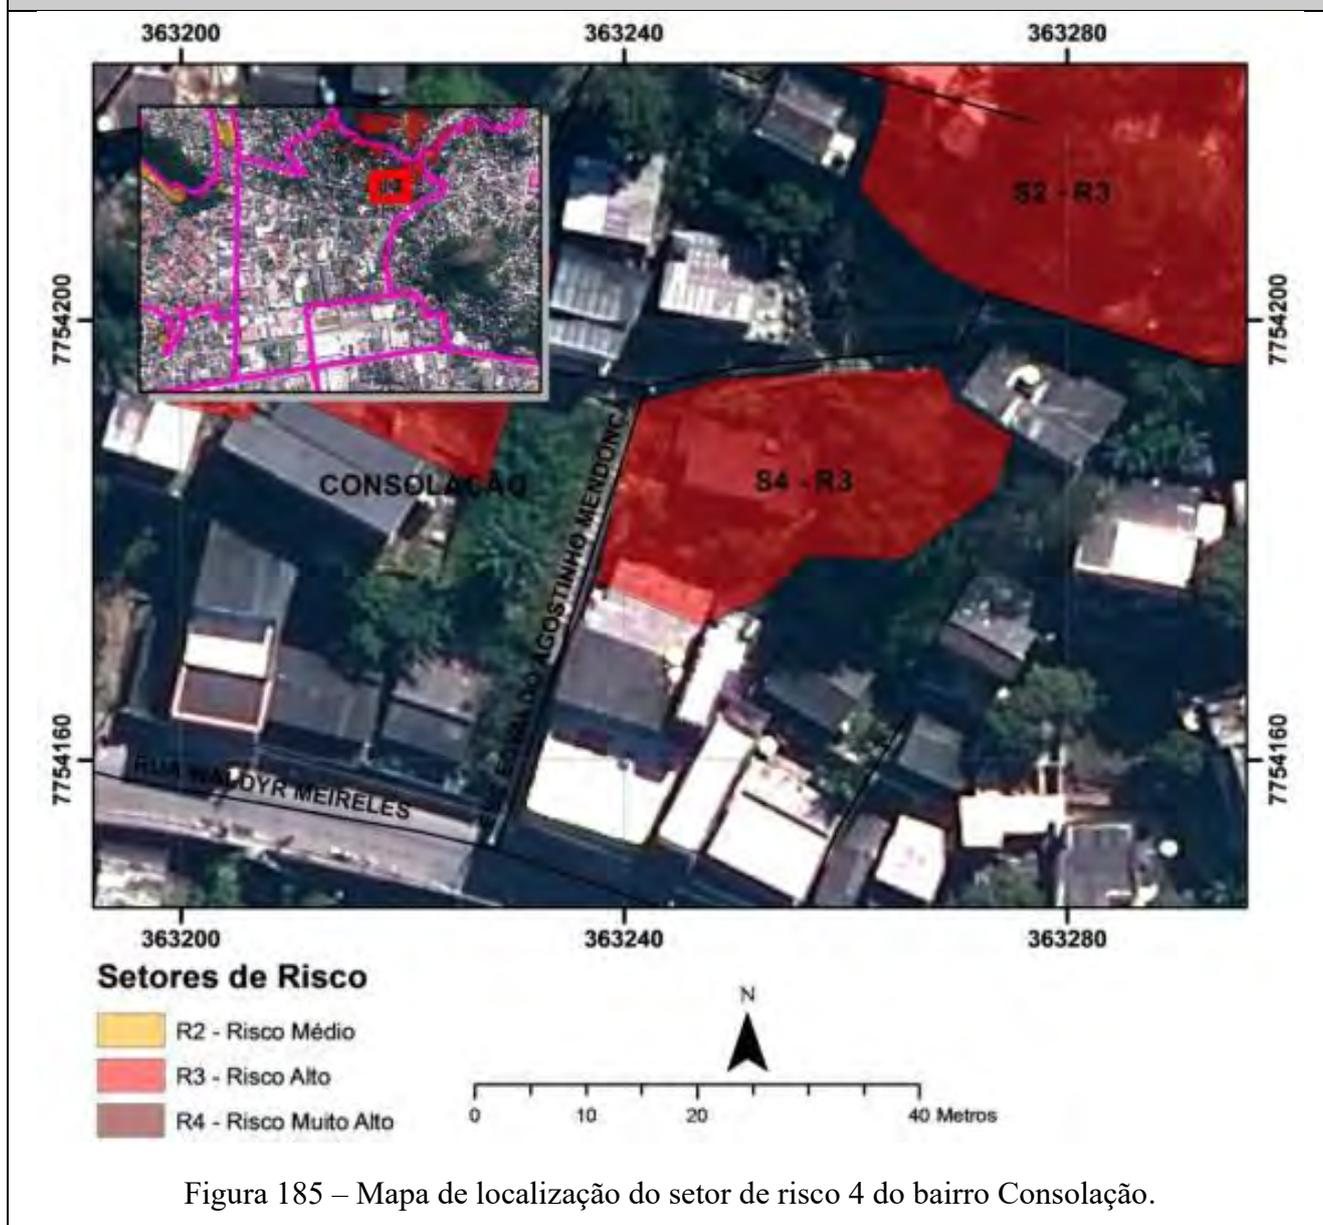 363200 363240 363280
S2 - R3
7754200 7754200
S4 - R3
CONSOLAÇÃO
AGOSTINHO MENDONÇA
7754160 7754160
RUA WALDYR MEIRELES
363200 363240 363280
Setores de Risco
R2 - Risco Médio
R3 - Risco Alto
R4 - Risco Muito Alto
N
0 10 20 40 Metros
Figura 185 – Mapa de localização do setor de risco 4 do bairro Consolação.